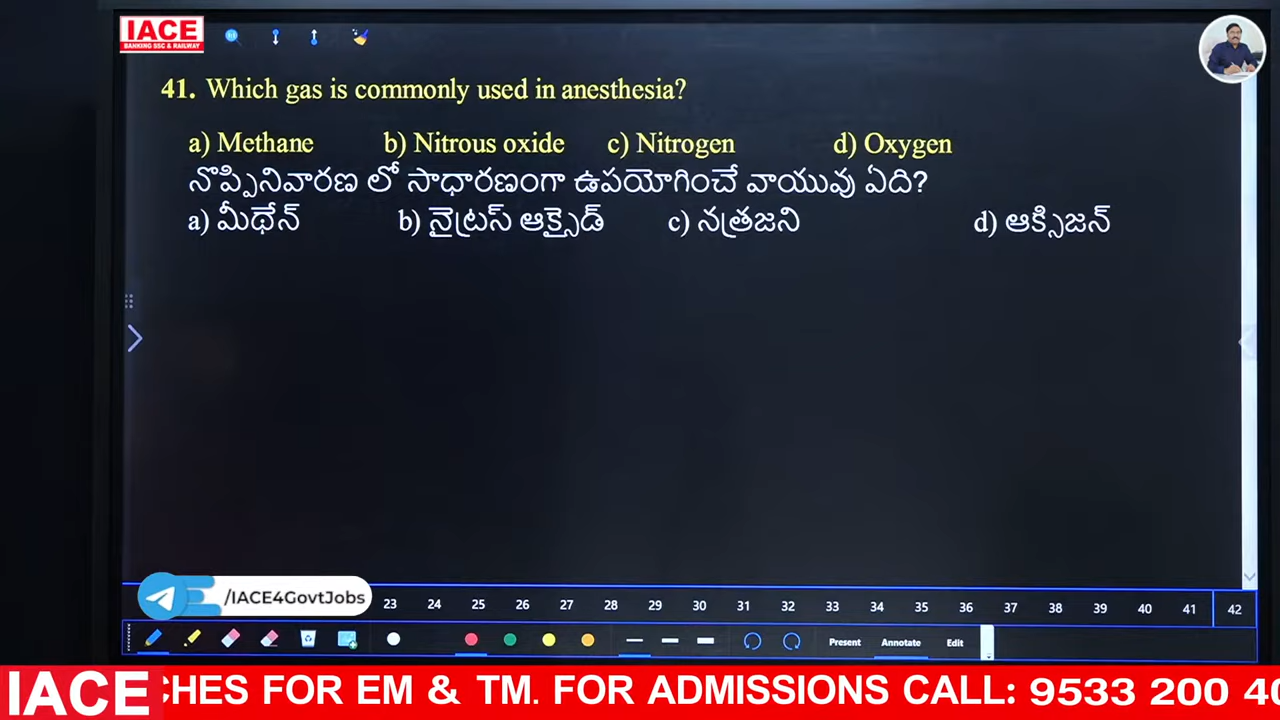 IACE
BANKING SSC & RAILWAY
41. Which gas is commonly used in anesthesia?
a) Methane b) Nitrous oxide c) Nitrogen d) Oxygen
నొప్పినివారణ లో సాధారణంగా ఉపయోగించే వాయువు ఏది?
a) మీథేన్ b) నైట్రస్ ఆక్సైడ్ c) నత్రజని d) ఆక్సిజన్
/IACE4GovtJobs
23 24 25 26 27 28 29 30 31 32 33 34 35 36 37 38 39 40 41 42
Present Annotate Edit
IACE CHES FOR EM & TM. FOR ADMISSIONS CALL: 9533 200 40